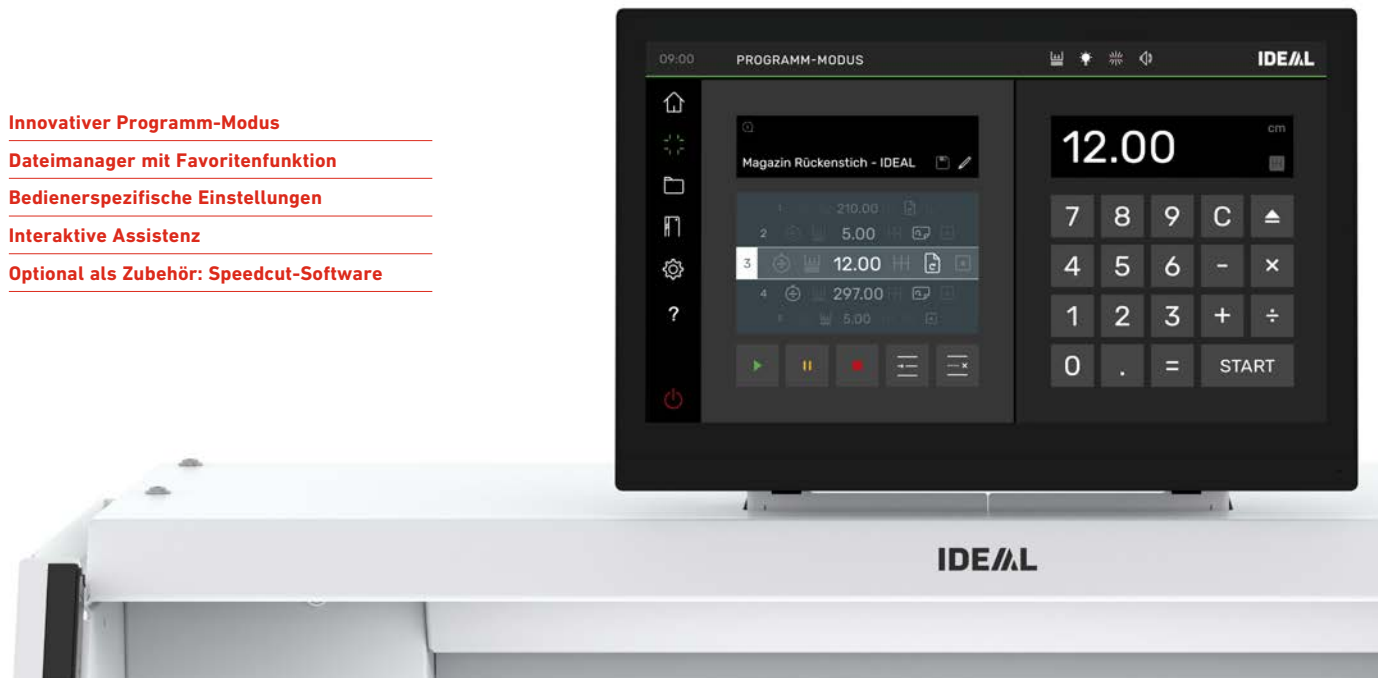 Innovativer Programm-Modus
Dateimanager mit Favoritenfunktion
Bedienerspezifische Einstellungen
Interaktive Assistenz
Optional als Zubehör: Speedcut-Software
09:00 PROGRAMM-MODUS IDEAL
Magazin Rückenstich - IDEAL
1 210.00
2 5.00
3 12.00
4 297.00
5 5.00
?
12.00 cm
7 8 9 C
4 5 6 - ×
1 2 3 + ÷
0 . = START
IDEAL